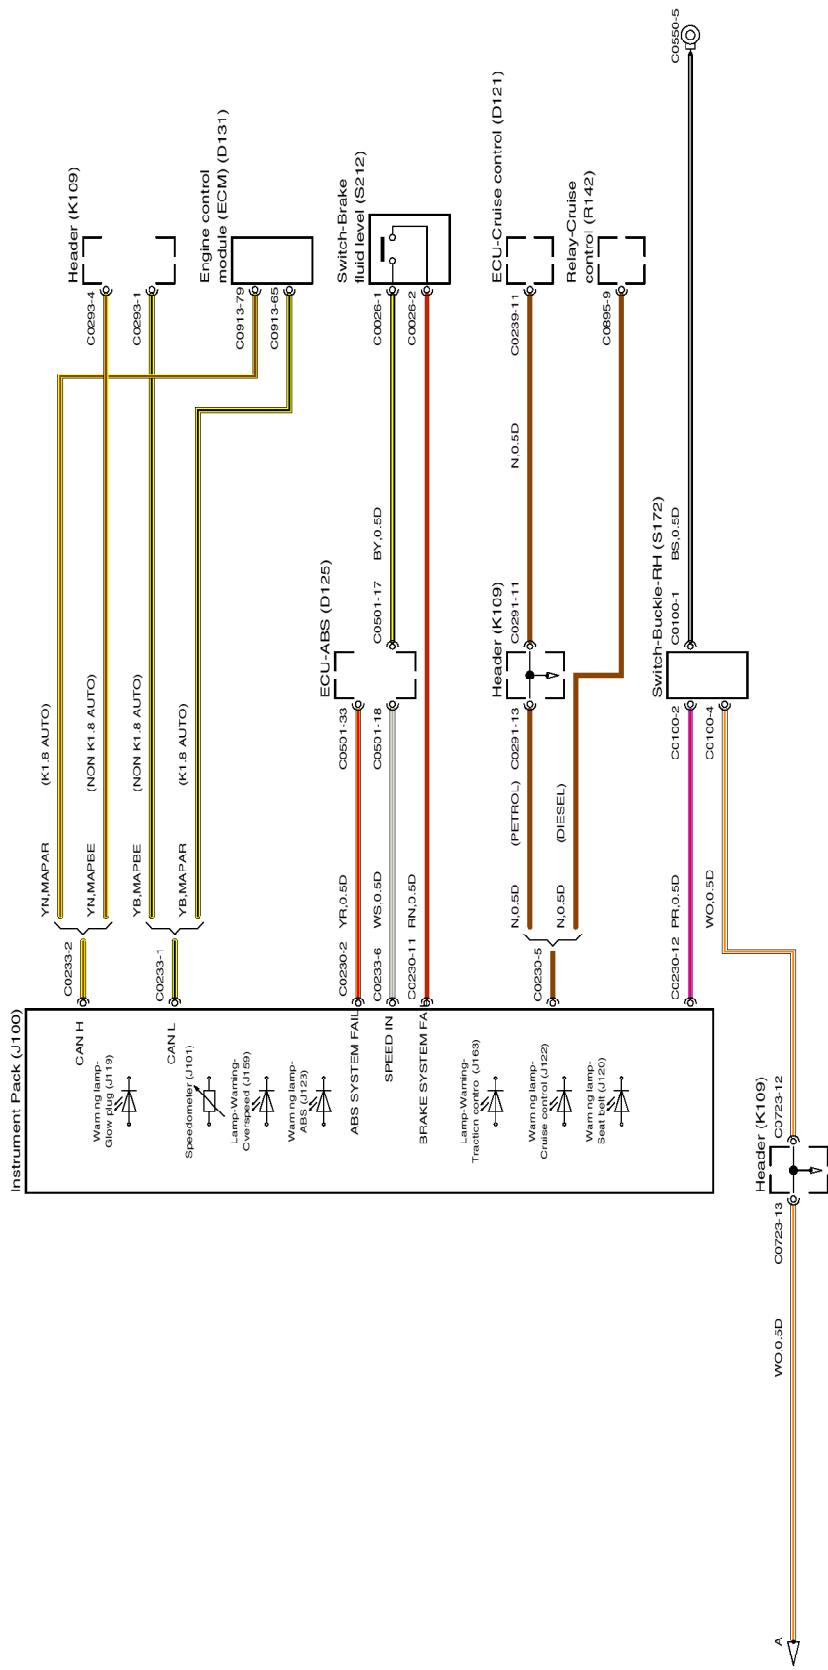 C0550-5
Header (K109)
Engine control
module (ECM) (D131)
Switch-Brake
fluid level (S212)
ECU-Cruise control (D121)
Relay-Cruise
control (R142)
C0293-4
C0293-1
C0913-79
C0913-65
C0026-1
C0026-2
C0239-11
C0895-9
N,0.5D
BY,0.5D
BS,0.5D
ECU-ABS (D125)
C0501-17
Header (K109)
C0291-11
Switch-Buckle-RH (S172)
C0100-1
(K1.8 AUTO)
(NON K1.8 AUTO)
(NON K1.8 AUTO)
(K1.8 AUTO)
C0501-33
C0501-18
C0291-13
C0100-2
C0100-4
(PETROL)
(DIESEL)
YN,MAPAR
YN,MAPBE
YB,MAPBE
YB,MAPAR
YR,0.5D
WS,0.5D
RN,0.5D
N,0.5D
N,0.5D
PR,0.5D
WO,0.5D
C0233-2
C0233-1
C0230-2
C0233-6
C0230-11
C0230-5
C0230-12
Instrument Pack (J100)
CAN H
CAN L
ABS SYSTEM FAIL
SPEED IN
BRAKE SYSTEM FAIL
Warning lamp-
Glow plug (J119)
Speedometer (J101)
Lamp-Warning-
Overspeed (J159)
Warning lamp-
ABS (J123)
Lamp-Warning-
Traction contro (J163)
Warning lamp-
Cruise control (J122)
Warning lamp-
Seat belt (J120)
Header (K109)
C0723-12
C0723-13
WO,0.5D
A